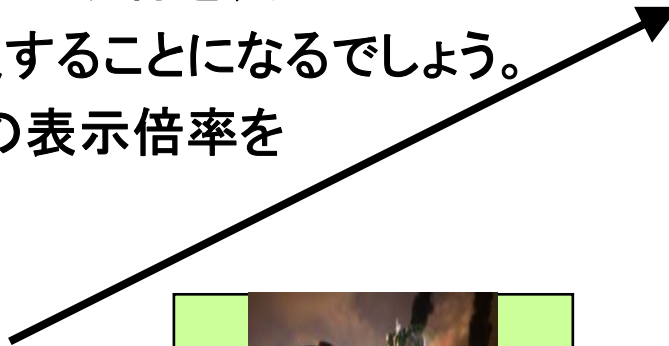 することになるでしょう。
の表示倍率を